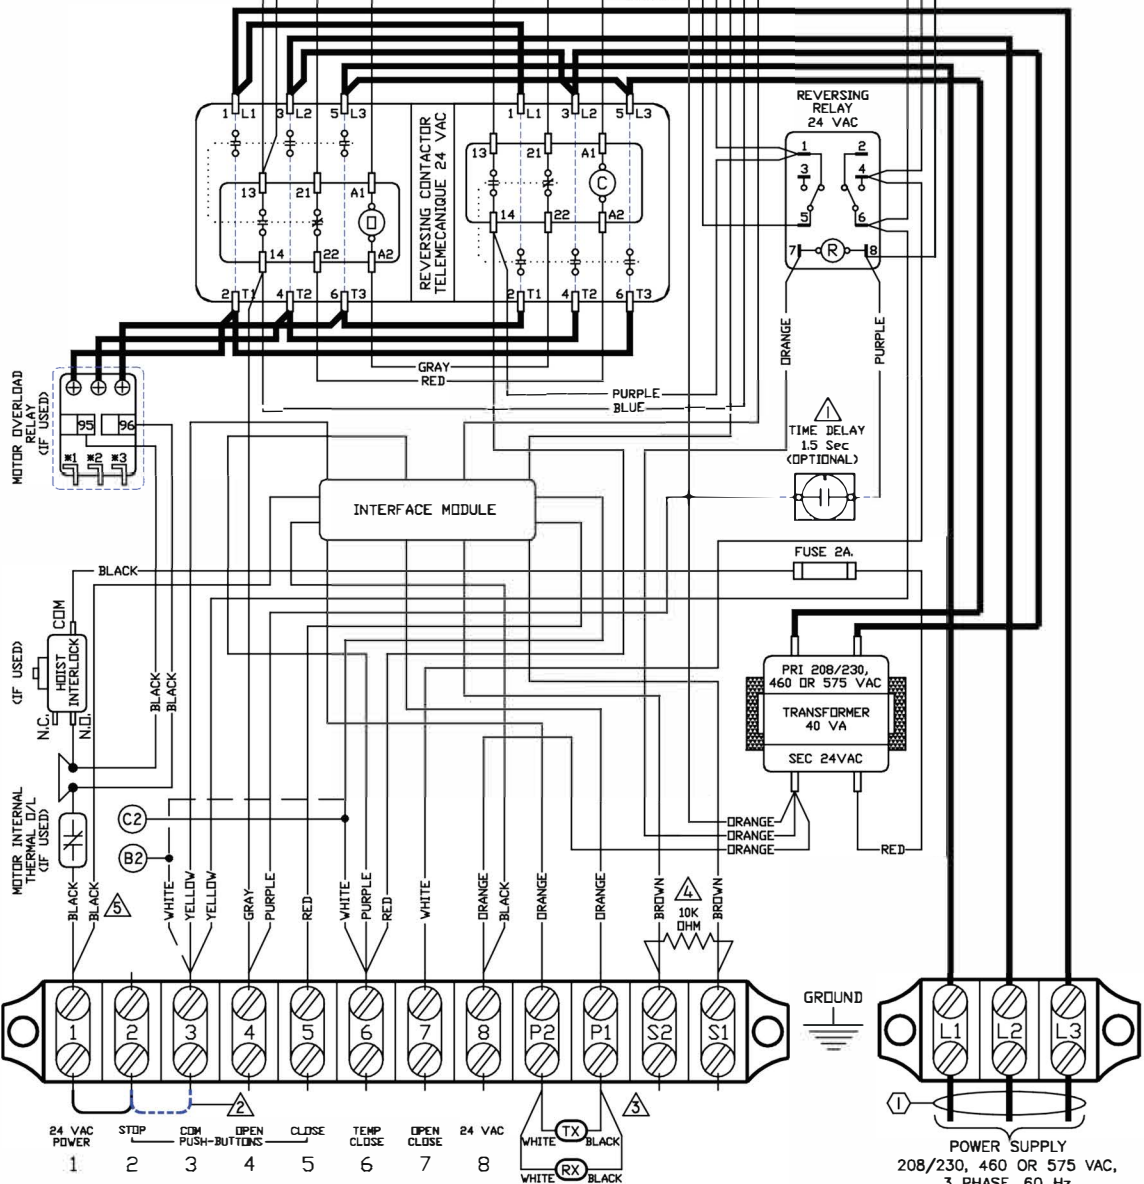 REVERSING
RELAY
24 VAC
1 L1 3 L2 5 L3
1 L1 3 L2 5 L3
13 21 A1
13 21 A1
REVERSING CONTACTOR
TELEMECANIQUE 24 VAC
O
C
14 22 A2
14 22 A2
2 T1 4 T2 6 T3
2 T1 4 T2 6 T3
1 2
3 4
5 6
7 R 8
ORANGE
PURPLE
GRAY
RED
PURPLE
BLUE
MOTOR OVERLOAD
RELAY
(IF USED)
95 96
*1 *2 *3
1
TIME DELAY
1.5 Sec
(OPTIONAL)
INTERFACE MODULE
FUSE 2A.
BLACK
COM
(IF USED)
HOIST
INTERLOCK
N.C.
N.O.
BLACK
BLACK
PRI 208/230,
460 OR 575 VAC
TRANSFORMER
40 VA
SEC 24VAC
MOTOR INTERNAL
THERMAL O/L
(IF USED)
C2
B2
ORANGE
ORANGE
ORANGE
RED
BLACK
BLACK
5
WHITE
YELLOW
YELLOW
GRAY
PURPLE
RED
WHITE
PURPLE
RED
WHITE
ORANGE
BLACK
ORANGE
ORANGE
BROWN
4
10K
OHM
BROWN
1 2 3 4 5 6 7 8 P2 P1 S2 S1
GROUND
L1 L2 L3
2
3
1
24 VAC
POWER
STOP
COM
OPEN
CLOSE
PUSH-BUTTONS
TEMP
CLOSE
OPEN
CLOSE
24 VAC
1 2 3 4 5 6 7 8
WHITE TX BLACK
WHITE RX BLACK
POWER SUPPLY
208/230, 460 OR 575 VAC,
3 PHASE, 60 Hz